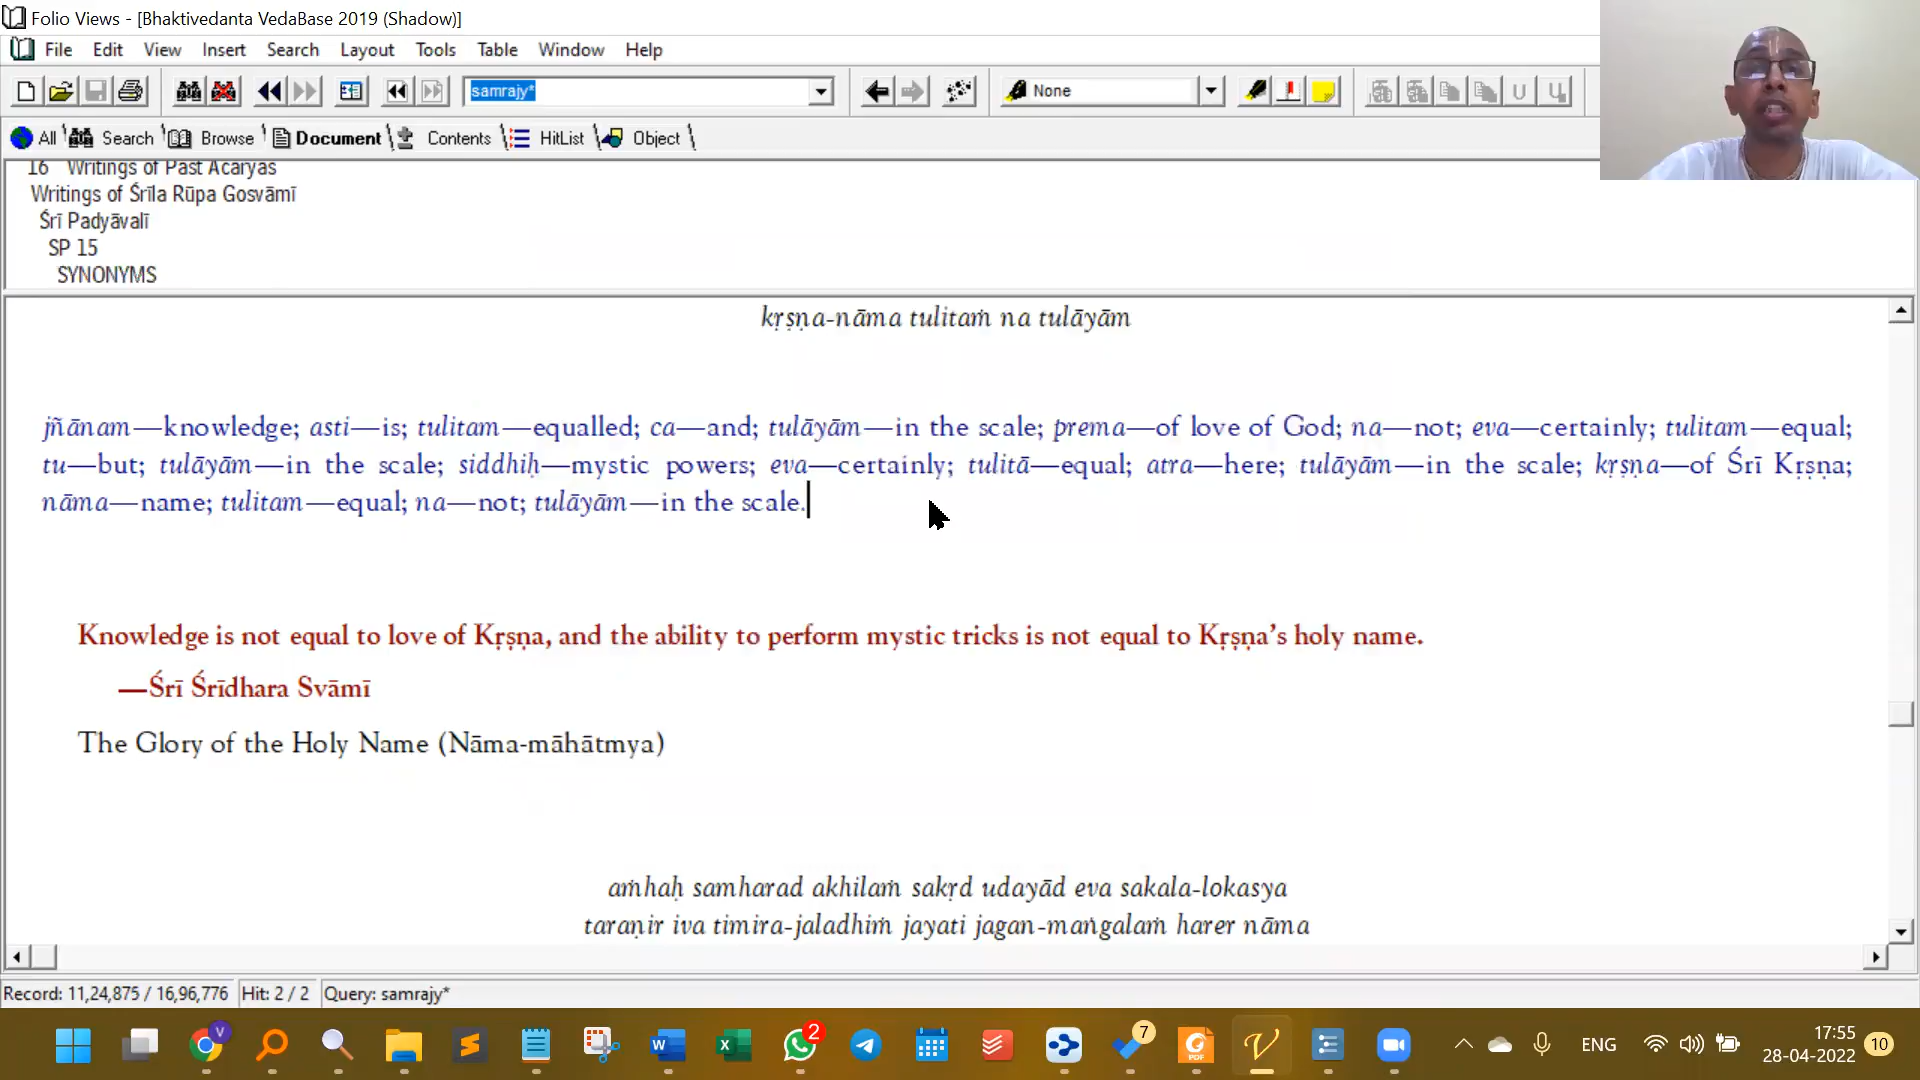 Folio Views - [Bhaktivedanta VedaBase 2019 (Shadow)]
File Edit View Insert Search Layout Tools Table Window Help
samrajy*
None
All Search Browse Document Contents HitList Object
16 Writings of Past Ācāryas
Writings of Śrīla Rūpa Gosvāmī
Śrī Padyāvalī
SP 15
SYNONYMS
kṛṣṇa-nāma tulitaṁ na tulāyām
jñānam—knowledge; asti—is; tulitam—equalled; ca—and; tulāyām—in the scale; prema—of love of God; na—not; eva—certainly; tulitam—equal;
tu—but; tulāyām—in the scale; siddhiḥ—mystic powers; eva—certainly; tulitā—equal; atra—here; tulāyām—in the scale; kṛṣṇa—of Śrī Kṛṣṇa;
nāma—name; tulitam—equal; na—not; tulāyām—in the scale.
Knowledge is not equal to love of Kṛṣṇa, and the ability to perform mystic tricks is not equal to Kṛṣṇa’s holy name.
—Śrī Śrīdhara Svāmī
The Glory of the Holy Name (Nāma-māhātmya)
aṁhaḥ samharad akhilaṁ sakṛd udayād eva sakala-lokasya
taraṇir iva timira-jaladhiṁ jayati jagan-maṅgalaṁ harer nāma
Record: 11,24,875 / 16,96,776 Hit: 2 / 2 Query: samrajy*
V 2 7 ENG 17:55 10
28-04-2022